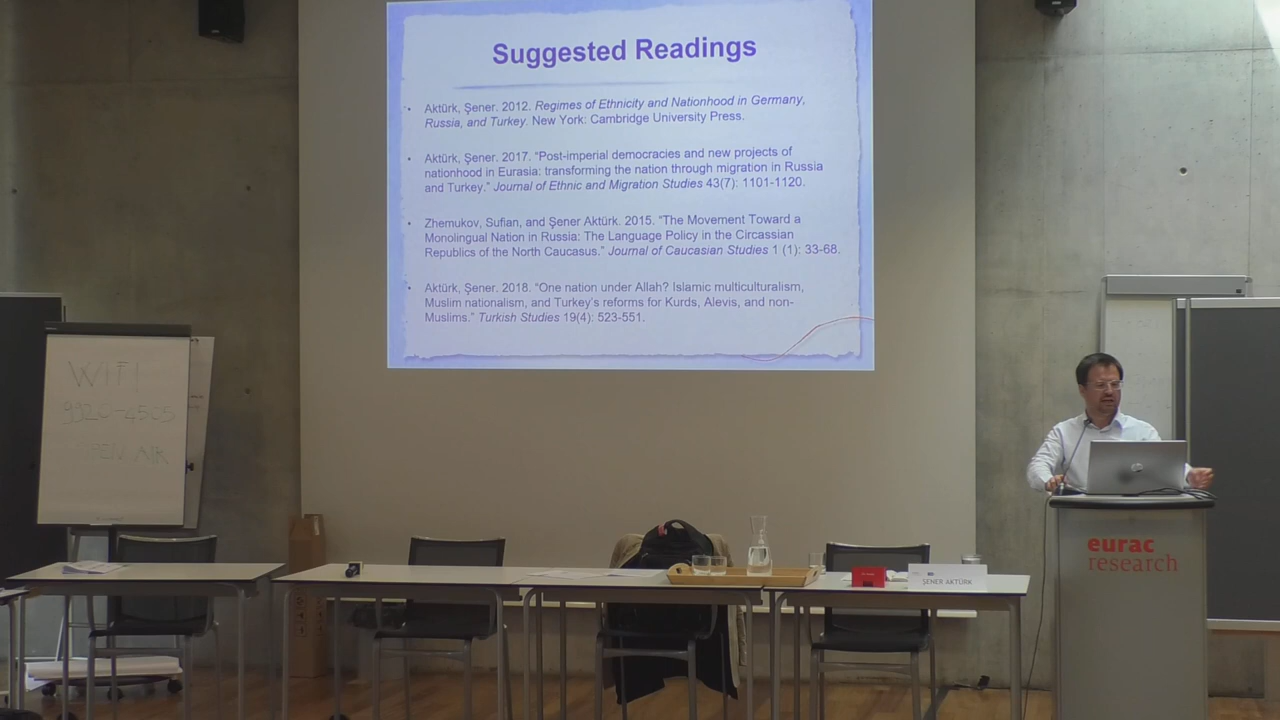 Suggested Readings
• Aktürk, Şener. 2012. Regimes of Ethnicity and Nationhood in Germany,
Russia, and Turkey. New York: Cambridge University Press.
• Aktürk, Şener. 2017. “Post-imperial democracies and new projects of
nationhood in Eurasia: transforming the nation through migration in Russia
and Turkey.” Journal of Ethnic and Migration Studies 43(7): 1101-1120.
• Zhemukov, Sufian, and Şener Aktürk. 2015. “The Movement Toward a
Monolingual Nation in Russia: The Language Policy in the Circassian
Republics of the North Caucasus.” Journal of Caucasian Studies 1 (1): 33-68.
• Aktürk, Şener. 2018. “One nation under Allah? Islamic multiculturalism,
Muslim nationalism, and Turkey's reforms for Kurds, Alevis, and non-
Muslims.” Turkish Studies 19(4): 523-551.
WIFI
OPEN AIR
ŞENER AKTÜRK
eurac
research
hp